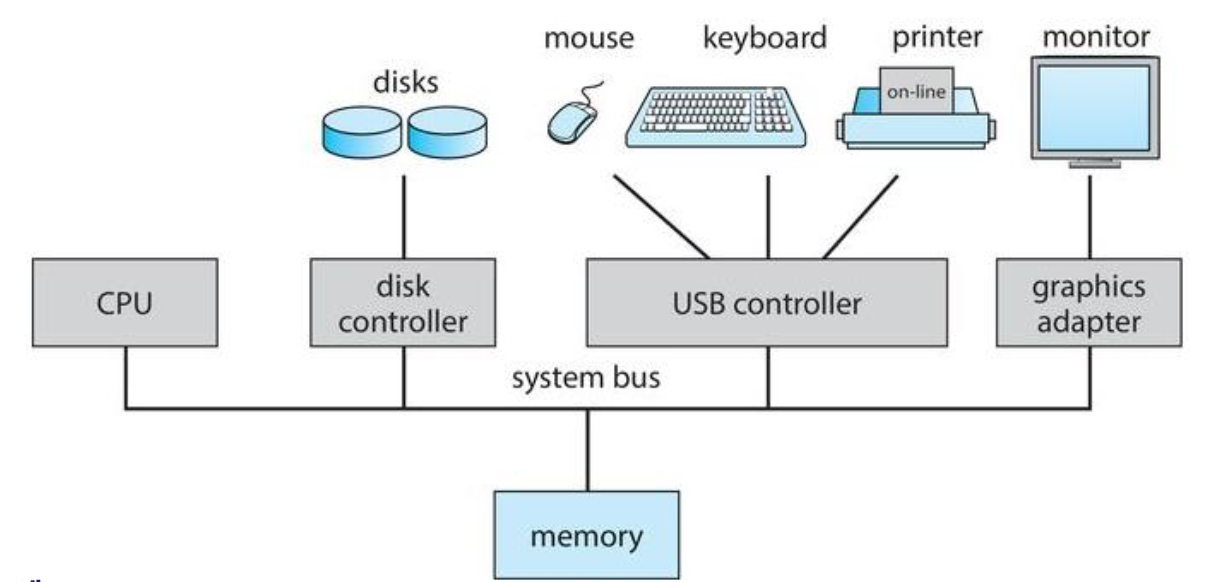 mouse
keyboard
printer
monitor
disks
on-line
CPU
disk
controller
USB controller
graphics
adapter
system bus
memory